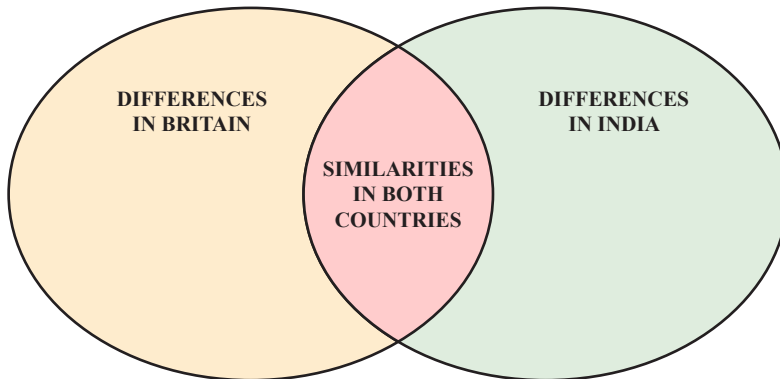 DIFFERENCES
IN BRITAIN
SIMILARITIES
IN BOTH
COUNTRIES
DIFFERENCES
IN INDIA